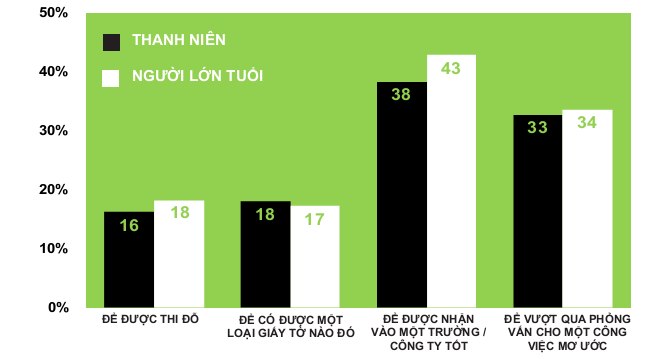 50%
THANH NIÊN
NGƯỜI LỚN TUỔI
40%
30%
20%
10%
0%
16
18
18
17
38
43
33
34
ĐỂ ĐƯỢC THI ĐỖ
ĐỂ CÓ ĐƯỢC MỘT
LOẠI GIẤY TỜ NÀO ĐÓ
ĐỂ ĐƯỢC NHẬN
VÀO MỘT TRƯỜNG /
CÔNG TY TỐT
ĐỂ VƯỢT QUA PHỎNG
VẤN CHO MỘT CÔNG
VIỆC MƠ ƯỚC